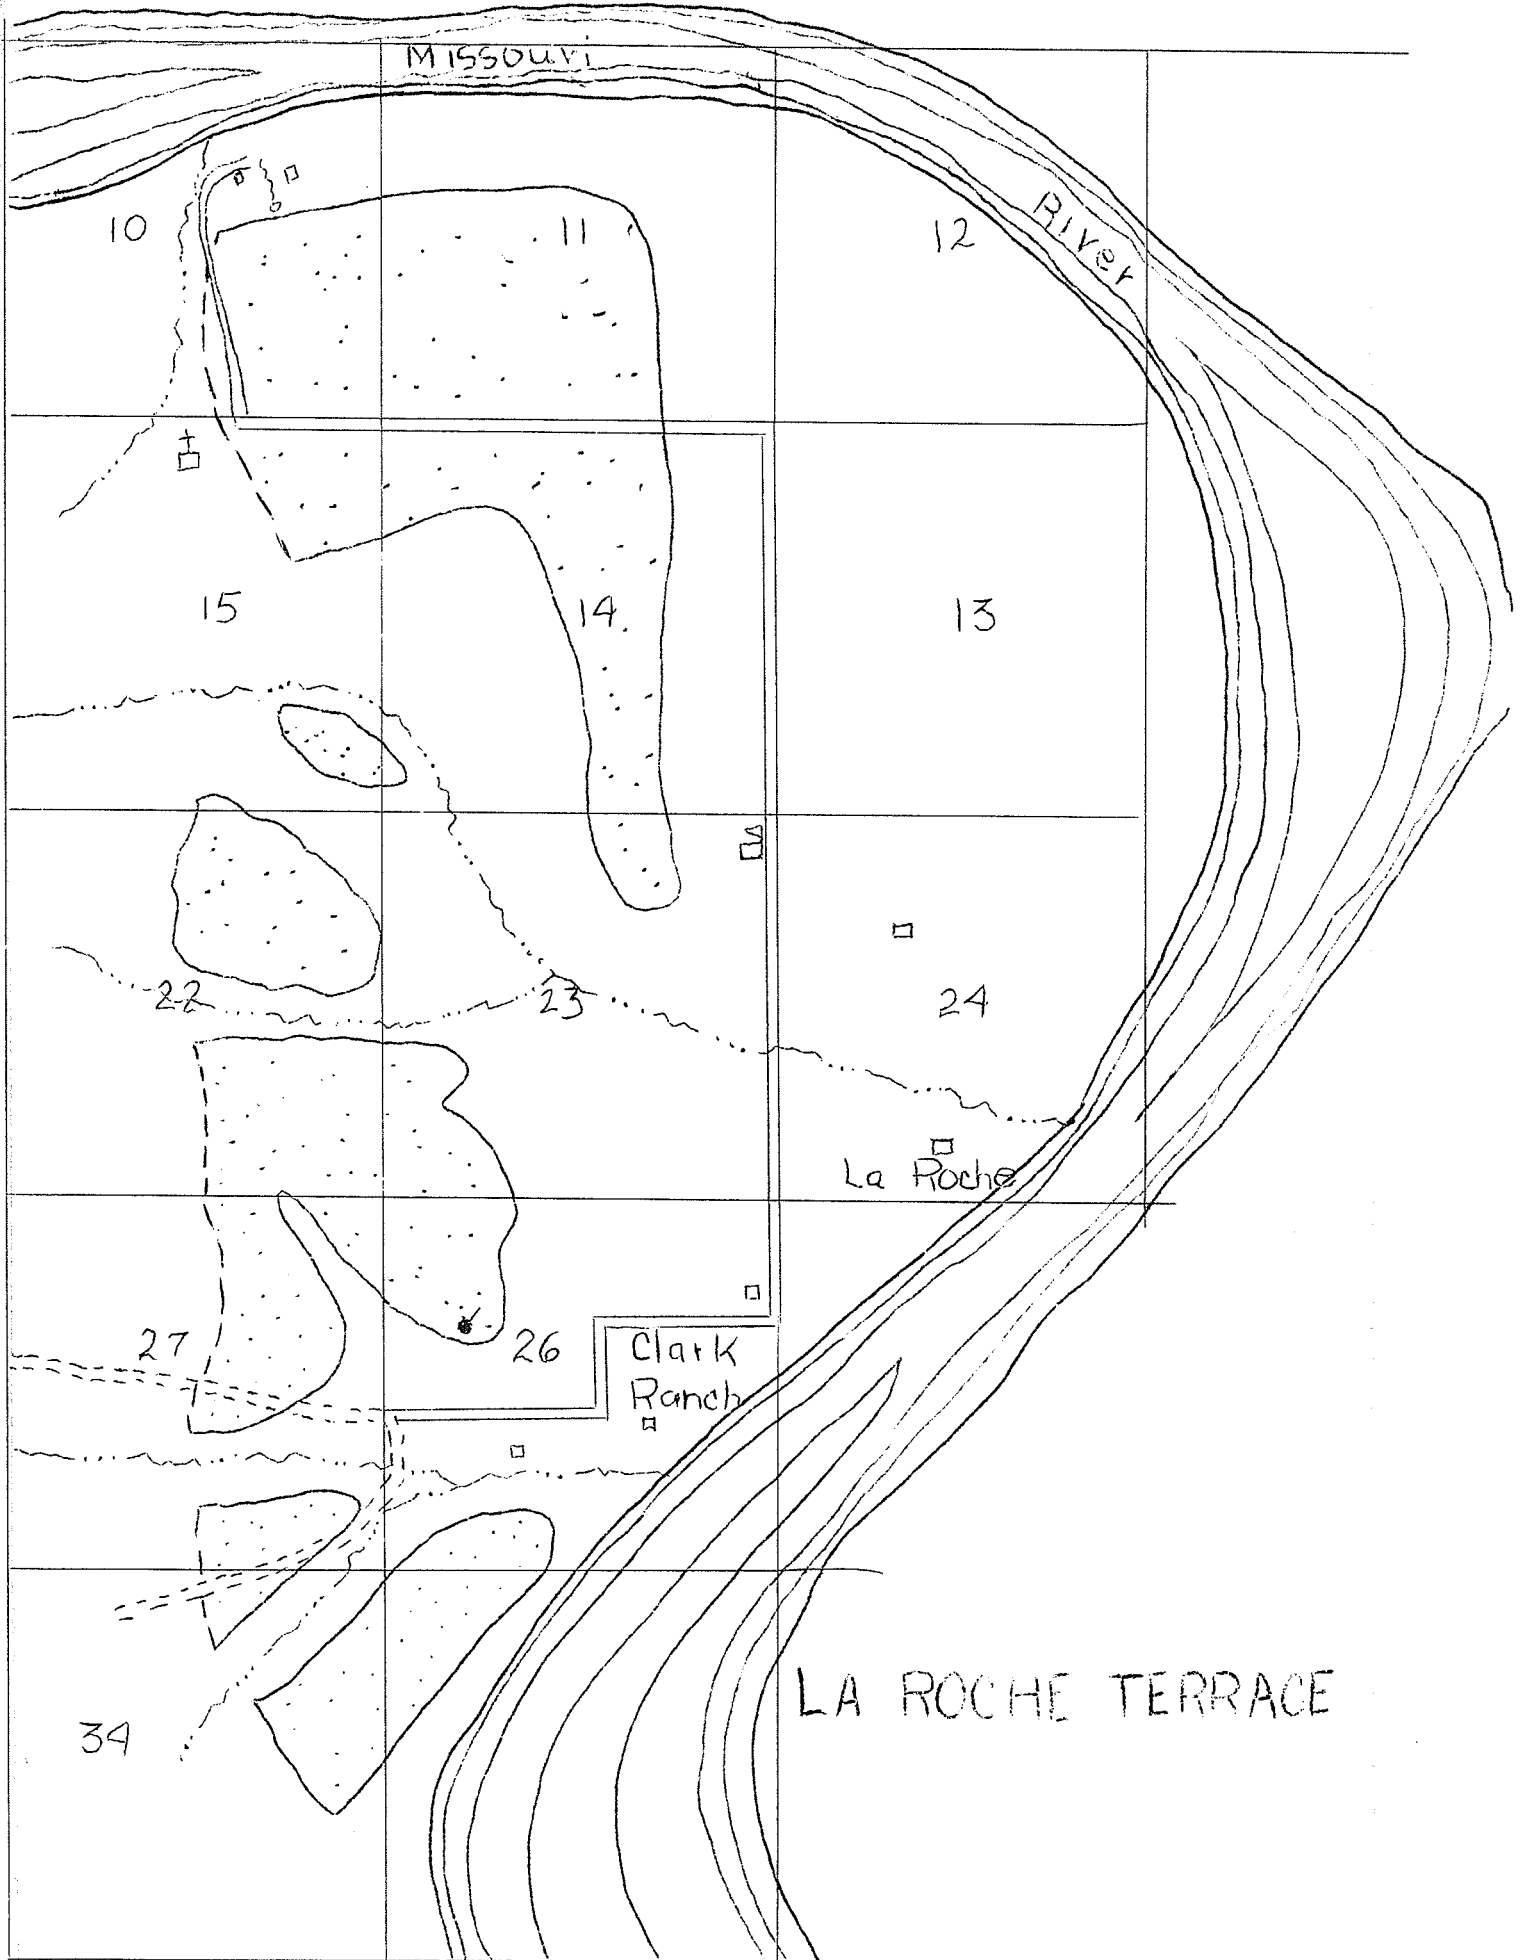 Missouri
River
10
11
12
15
14
13
22
23
24
La Roche
27
26
Clark
Ranch
34
LA ROCHE TERRACE